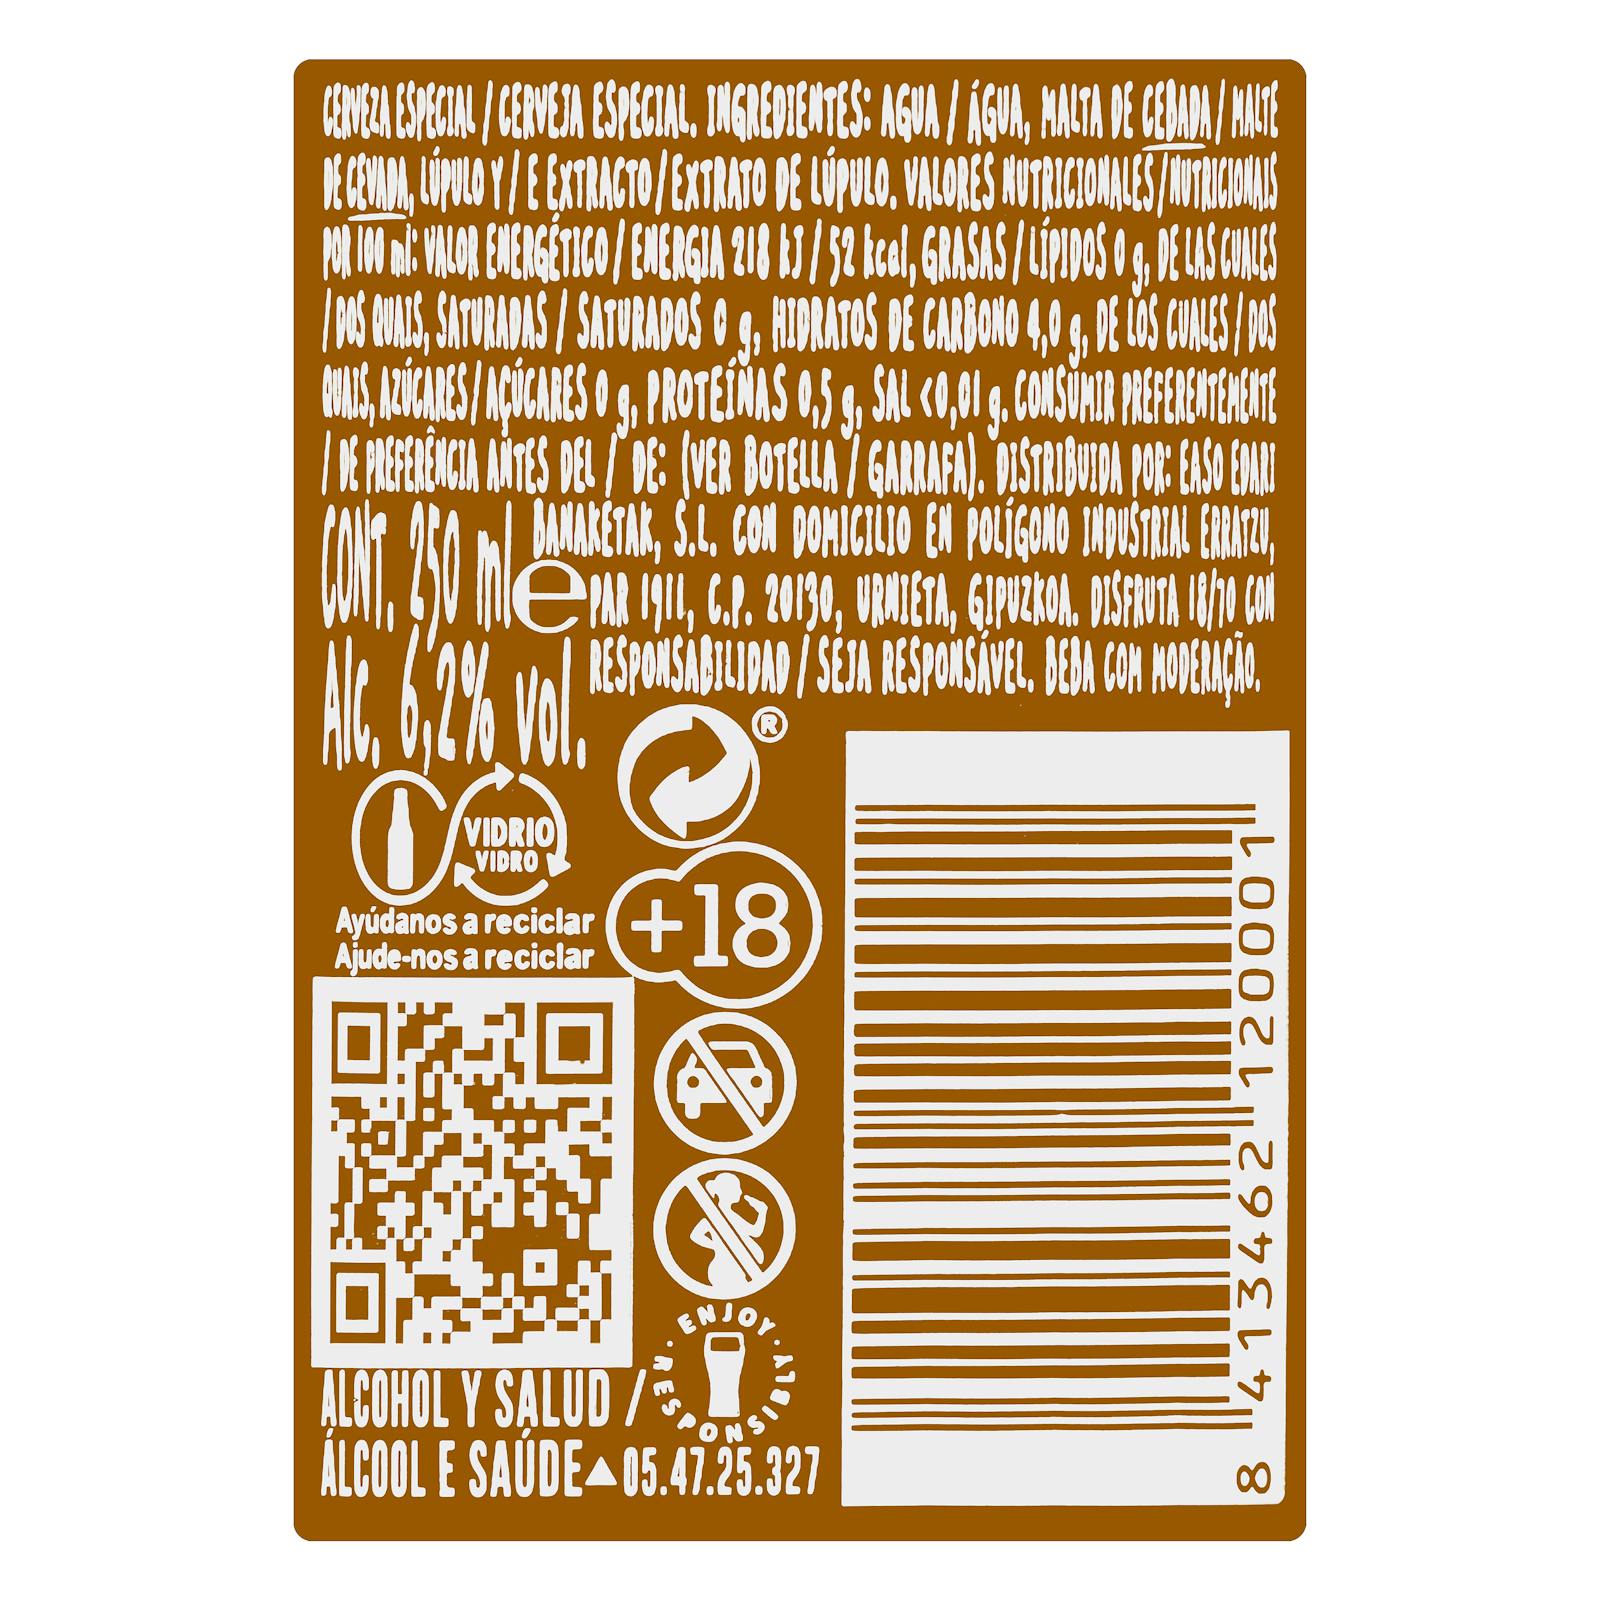 CERVEZA ESPECIAL / CERVEJA ESPECIAL. INGREDIENTES: AGUA / ÁGUA, MALTA DE CEBADA / MALTE
DE CEVADA, LÚPULO Y / E EXTRACTO / EXTRATO DE LÚPULO. VALORES NUTRICIONALES / NUTRICIONAIS
POR 100 ml: VALOR ENERGÉTICO / ENERGIA 218 kJ / 52 kcal, GRASAS / LÍPIDOS 0 g, DE LAS CUALES
/ DOS QUAIS, SATURADAS / SATURADOS 0 g, HIDRATOS DE CARBONO 4,0 g, DE LOS CUALES / DOS
QUAIS, AZÚCARES / AÇÚCARES 0 g, PROTEÍNAS 0,5 g, SAL <0,01 g. CONSUMIR PREFERENTEMENTE
/ DE PREFERÊNCIA ANTES DEL / DE: (VER BOTELLA / GARRAFA). DISTRIBUIDA POR: EASO EDARI
BANAKETAK, S.L. CON DOMICILIO EN POLÍGONO INDUSTRIAL ERRATZU,
PAR 191L, C.P. 20130, URNIETA, GIPUZKOA. DISFRUTA 18/70 CON
RESPONSABILIDAD / SEJA RESPONSÁVEL. BEBA COM MODERAÇÃO.
CONT. 250 ml e
Alc. 6,2% vol.
®
VIDRIO
VIDRO
Ayúdanos a reciclar
Ajude-nos a reciclar
+18
ENJOY · RESPONSIBLY ·
ALCOHOL Y SALUD /
ÁLCOOL E SAÚDE▲05.47.25.327
8 413462 120001